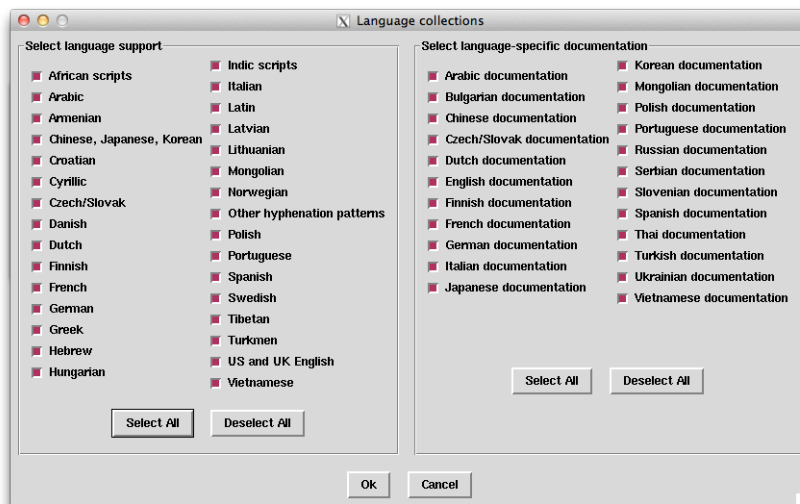 Language collections
Select language support
African scripts
Arabic
Armenian
Chinese, Japanese, Korean
Croatian
Cyrillic
Czech/Slovak
Danish
Dutch
Finnish
French
German
Greek
Hebrew
Hungarian
Indic scripts
Italian
Latin
Latvian
Lithuanian
Mongolian
Norwegian
Other hyphenation patterns
Polish
Portuguese
Spanish
Swedish
Tibetan
Turkmen
US and UK English
Vietnamese
Select All
Deselect All
Select language-specific documentation
Arabic documentation
Bulgarian documentation
Chinese documentation
Czech/Slovak documentation
Dutch documentation
English documentation
Finnish documentation
French documentation
German documentation
Italian documentation
Japanese documentation
Korean documentation
Mongolian documentation
Polish documentation
Portuguese documentation
Russian documentation
Serbian documentation
Slovenian documentation
Spanish documentation
Thai documentation
Turkish documentation
Ukrainian documentation
Vietnamese documentation
Select All
Deselect All
Ok
Cancel